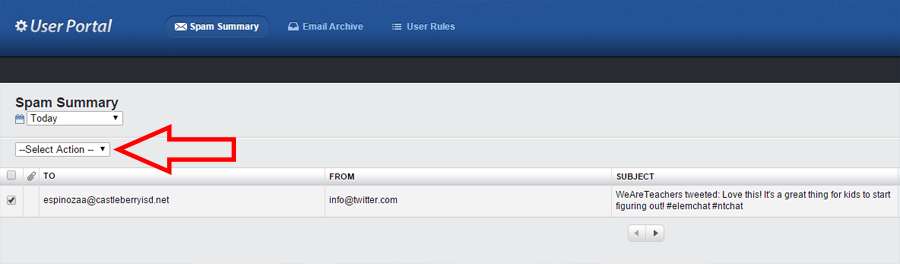 User Portal
Spam Summary
Email Archive
User Rules
Spam Summary
Today
--Select Action --
TO
FROM
SUBJECT
espinozaa@castleberryisd.net
info@twitter.com
WeAreTeachers tweeted: Love this! It's a great thing for kids to start
figuring out! #elemchat #ntchat